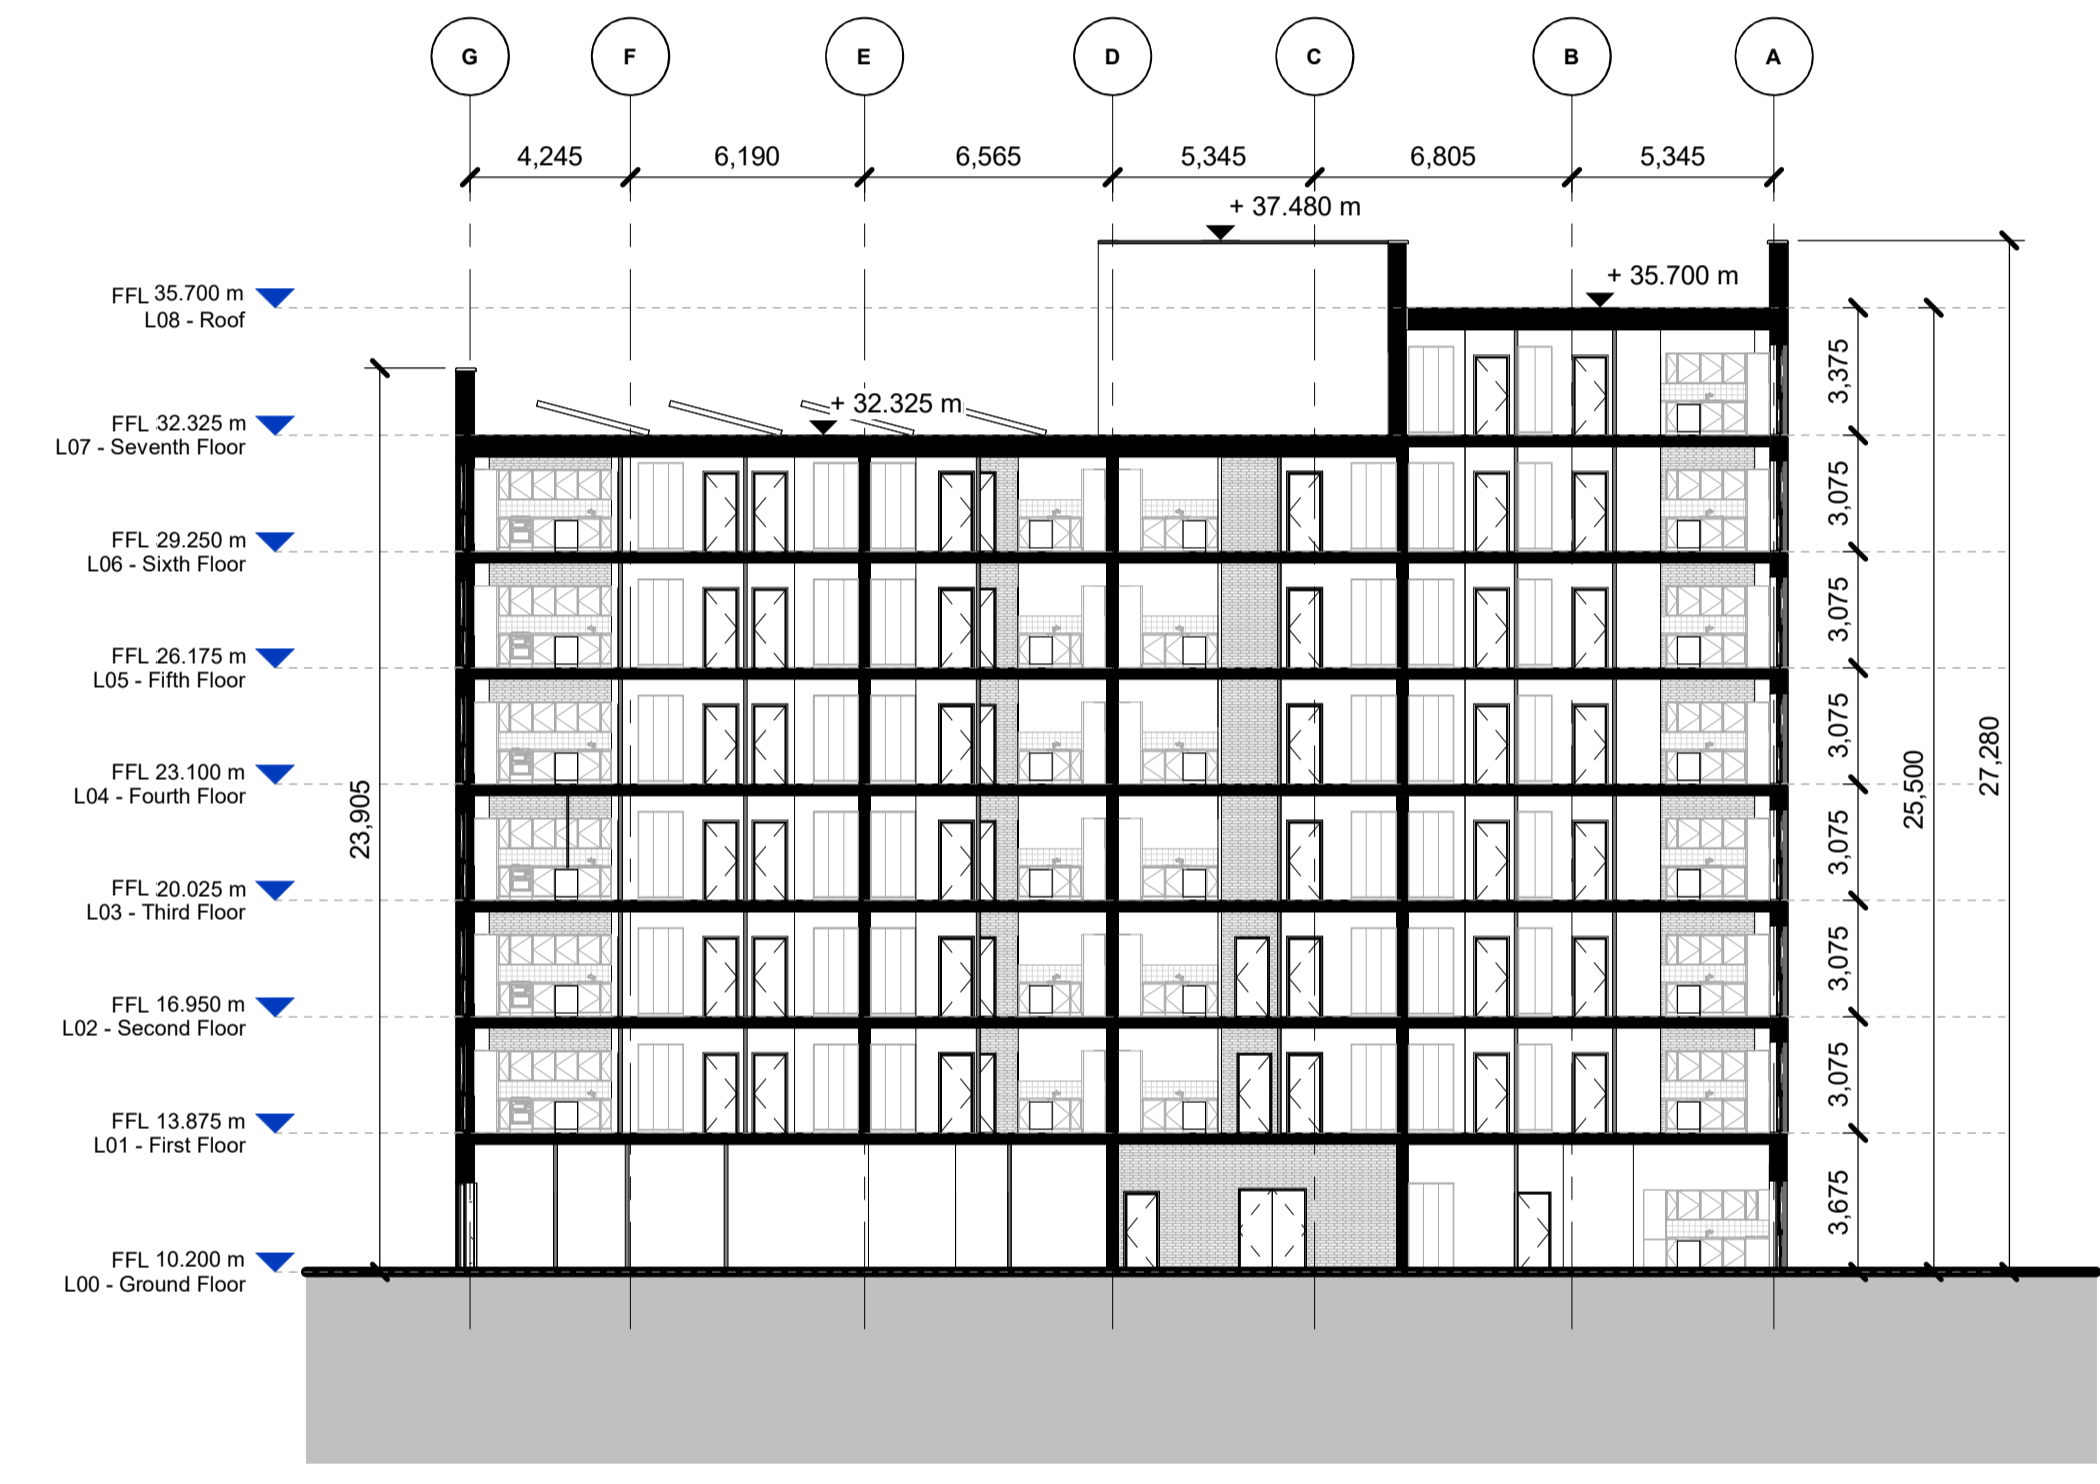 G F E D C B A
4,245 6,190 6,565 5,345 6,805 5,345
+ 37.480 m
+ 35.700 m
FFL 35.700 m
L08 - Roof
3,375
+ 32.325 m
FFL 32.325 m
L07 - Seventh Floor
3,075
FFL 29.250 m
L06 - Sixth Floor
3,075
FFL 26.175 m
L05 - Fifth Floor
3,075
FFL 23.100 m
L04 - Fourth Floor
23,905
3,075
25,500
27,280
FFL 20.025 m
L03 - Third Floor
3,075
FFL 16.950 m
L02 - Second Floor
3,075
FFL 13.875 m
L01 - First Floor
3,675
FFL 10.200 m
L00 - Ground Floor